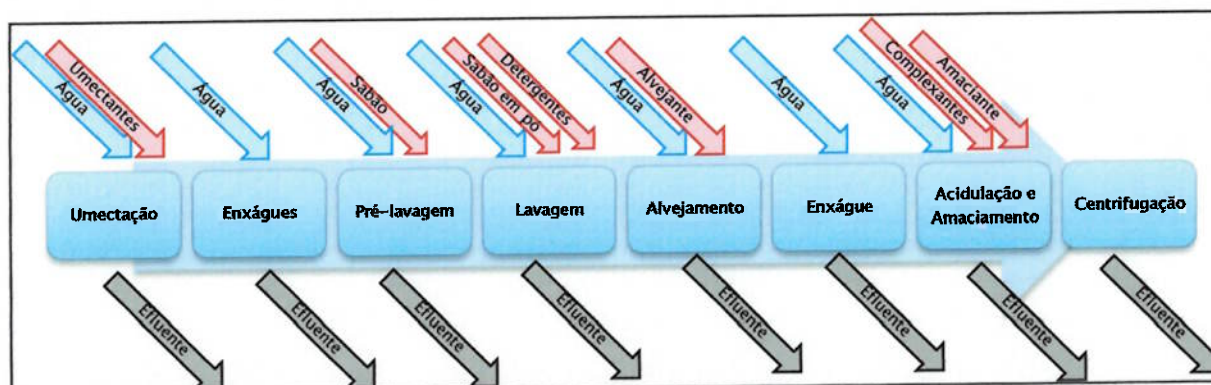 Água
Umectantes
Água
Água
Sabão
Água
Sabão em pó
Detergentes
Água
Alvejante
Água
Água
Complexantes
Amaciante
Umectação
Enxágues
Pré-lavagem
Lavagem
Alvejamento
Enxágue
Acidulação e
Amaciamento
Centrifugação
Efluente
Efluente
Efluente
Efluente
Efluente
Efluente
Efluente
Efluente